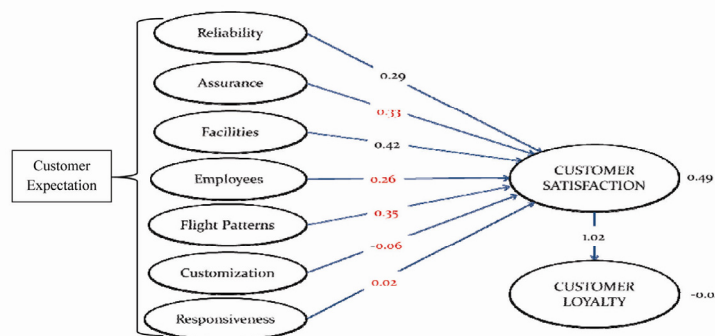 Reliability
0.29
Assurance
0.33
Facilities
0.42
Customer
Expectation
Employees
0.26
CUSTOMER
SATISFACTION
0.49
Flight Patterns
0.35
-0.06
1.02
Customization
0.02
CUSTOMER
LOYALTY
Responsiveness